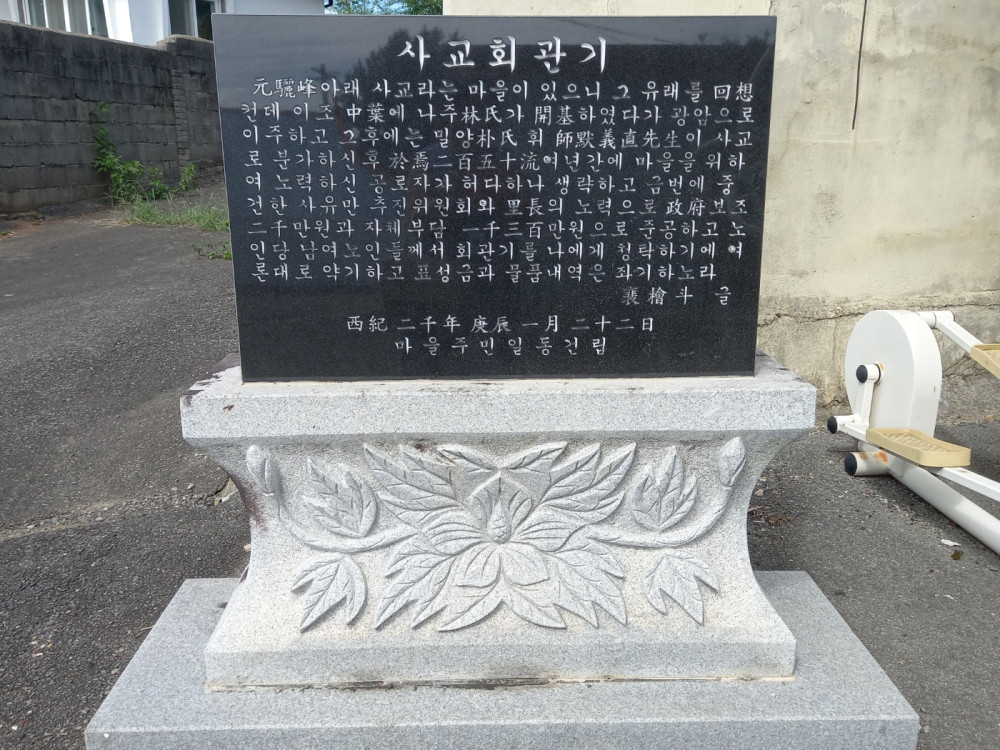 사교회관기
元驪峰아래 사교라는 마을이 있으니 그 유래를 回想
컨데 이조 中葉에 나주林氏가 開基하였다가 광암으로
이주하고 그후에는 밀양朴氏 휘 師默義直先生이 사교
로 분가하신후 於焉二百五十流여년간에 마을을 위하
여 노력하신 공로자가 허다하나 생략하고 금번에 중
건한 사유만 추진위원회와 里長의 노력으로 政府보조
二千만원과 자체부담 一千三百만원으로 준공하고
인당남여노인들께서 회관기를 나에게 청탁하기에 여
론대로 약기하고 표성금과 물품내역은 좌기하노라
裵檜斗 글
西紀 二千年 庚辰 一月 二十二日
마을주민일동건립